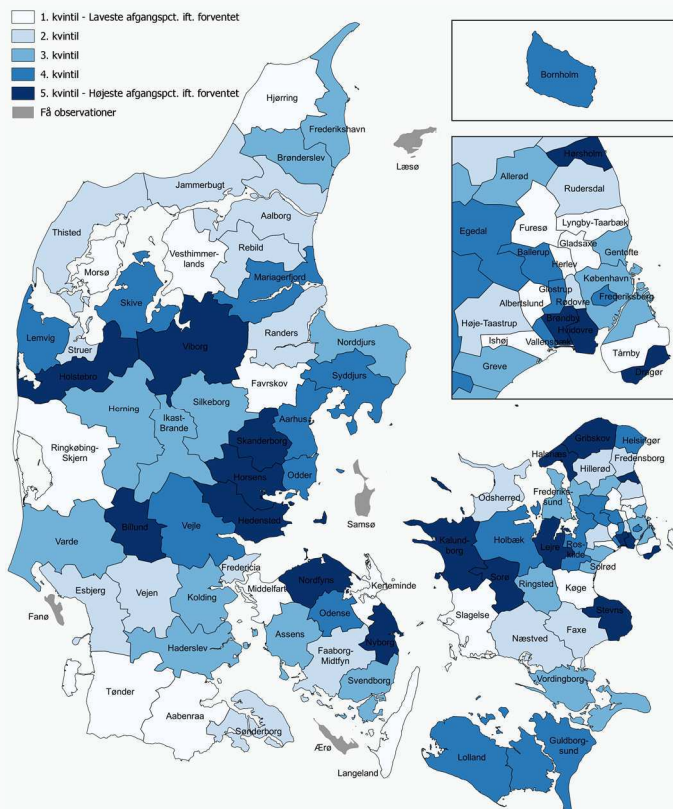 1. kvintil - Laveste afgangspct. ift. forventet
2. kvintil
3. kvintil
4. kvintil
5. kvintil - Højeste afgangspct. ift. forventet
Få observationer
Hjørring
Frederikshavn
Brønderslev
Læsø
Jammerbugt
Aalborg
Thisted
Vesthimmer-
lands
Rebild
Morsø
Mariagerfjord
Skive
Lemvig
Struer
Viborg
Randers
Norddjurs
Holstebro
Favrskov
Syddjurs
Silkeborg
Herning
Ikast-
Brande
Aarhus
Skanderborg
Ringkøbing-
Skjern
Horsens
Odder
Samsø
Hedensted
Billund
Vejle
Varde
Fredericia
Fanø
Esbjerg
Vejen
Kolding
Middelfart
Nordfyns
Kerteminde
Odense
Assens
Nyborg
Haderslev
Faaborg-
Midtfyn
Svendborg
Tønder
Aabenraa
Sønderborg
Ærø
Langeland
Bornholm
Hørsholm
Allerød
Rudersdal
Egedal
Furesø
Lyngby-Taarbæk
Gladsaxe
Gentofte
Ballerup
Herlev
København
Glostrup
Frederiksberg
Albertslund
Rødovre
Brøndby
Høje-Taastrup
Hvidovre
Ishøj
Vallensbæk
Tårnby
Greve
Dragør
Gribskov
Helsingør
Halsnæs
Hillerød
Fredensborg
Odsherred
Frederiks-
sund
Kalund-
borg
Holbæk
Lejre
Ros-
kilde
Solrød
Sorø
Ringsted
Køge
Slagelse
Stevns
Næstved
Faxe
Vordingborg
Lolland
Guldborg-
sund